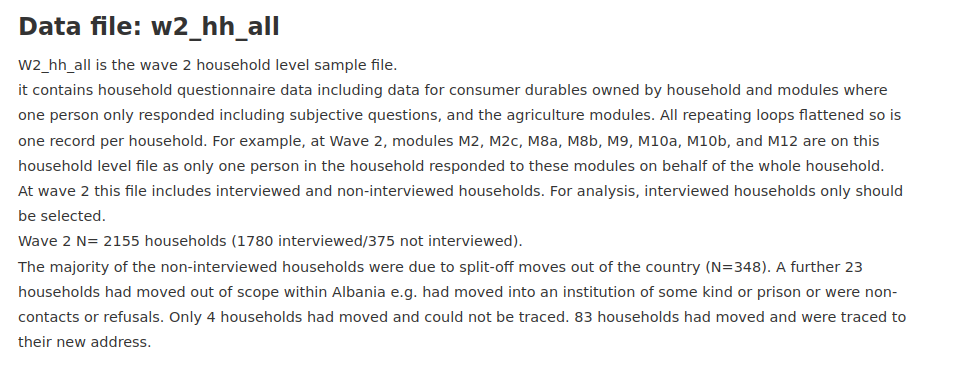 Data file: w2_hh_all
W2_hh_all is the wave 2 household level sample file.
it contains household questionnaire data including data for consumer durables owned by household and modules where
one person only responded including subjective questions, and the agriculture modules. All repeating loops flattened so is
one record per household. For example, at Wave 2, modules M2, M2c, M8a, M8b, M9, M10a, M10b, and M12 are on this
household level file as only one person in the household responded to these modules on behalf of the whole household.
At wave 2 this file includes interviewed and non-interviewed households. For analysis, interviewed households only should
be selected.
Wave 2 N= 2155 households (1780 interviewed/375 not interviewed).
The majority of the non-interviewed households were due to split-off moves out of the country (N=348). A further 23
households had moved out of scope within Albania e.g. had moved into an institution of some kind or prison or were non-
contacts or refusals. Only 4 households had moved and could not be traced. 83 households had moved and were traced to
their new address.